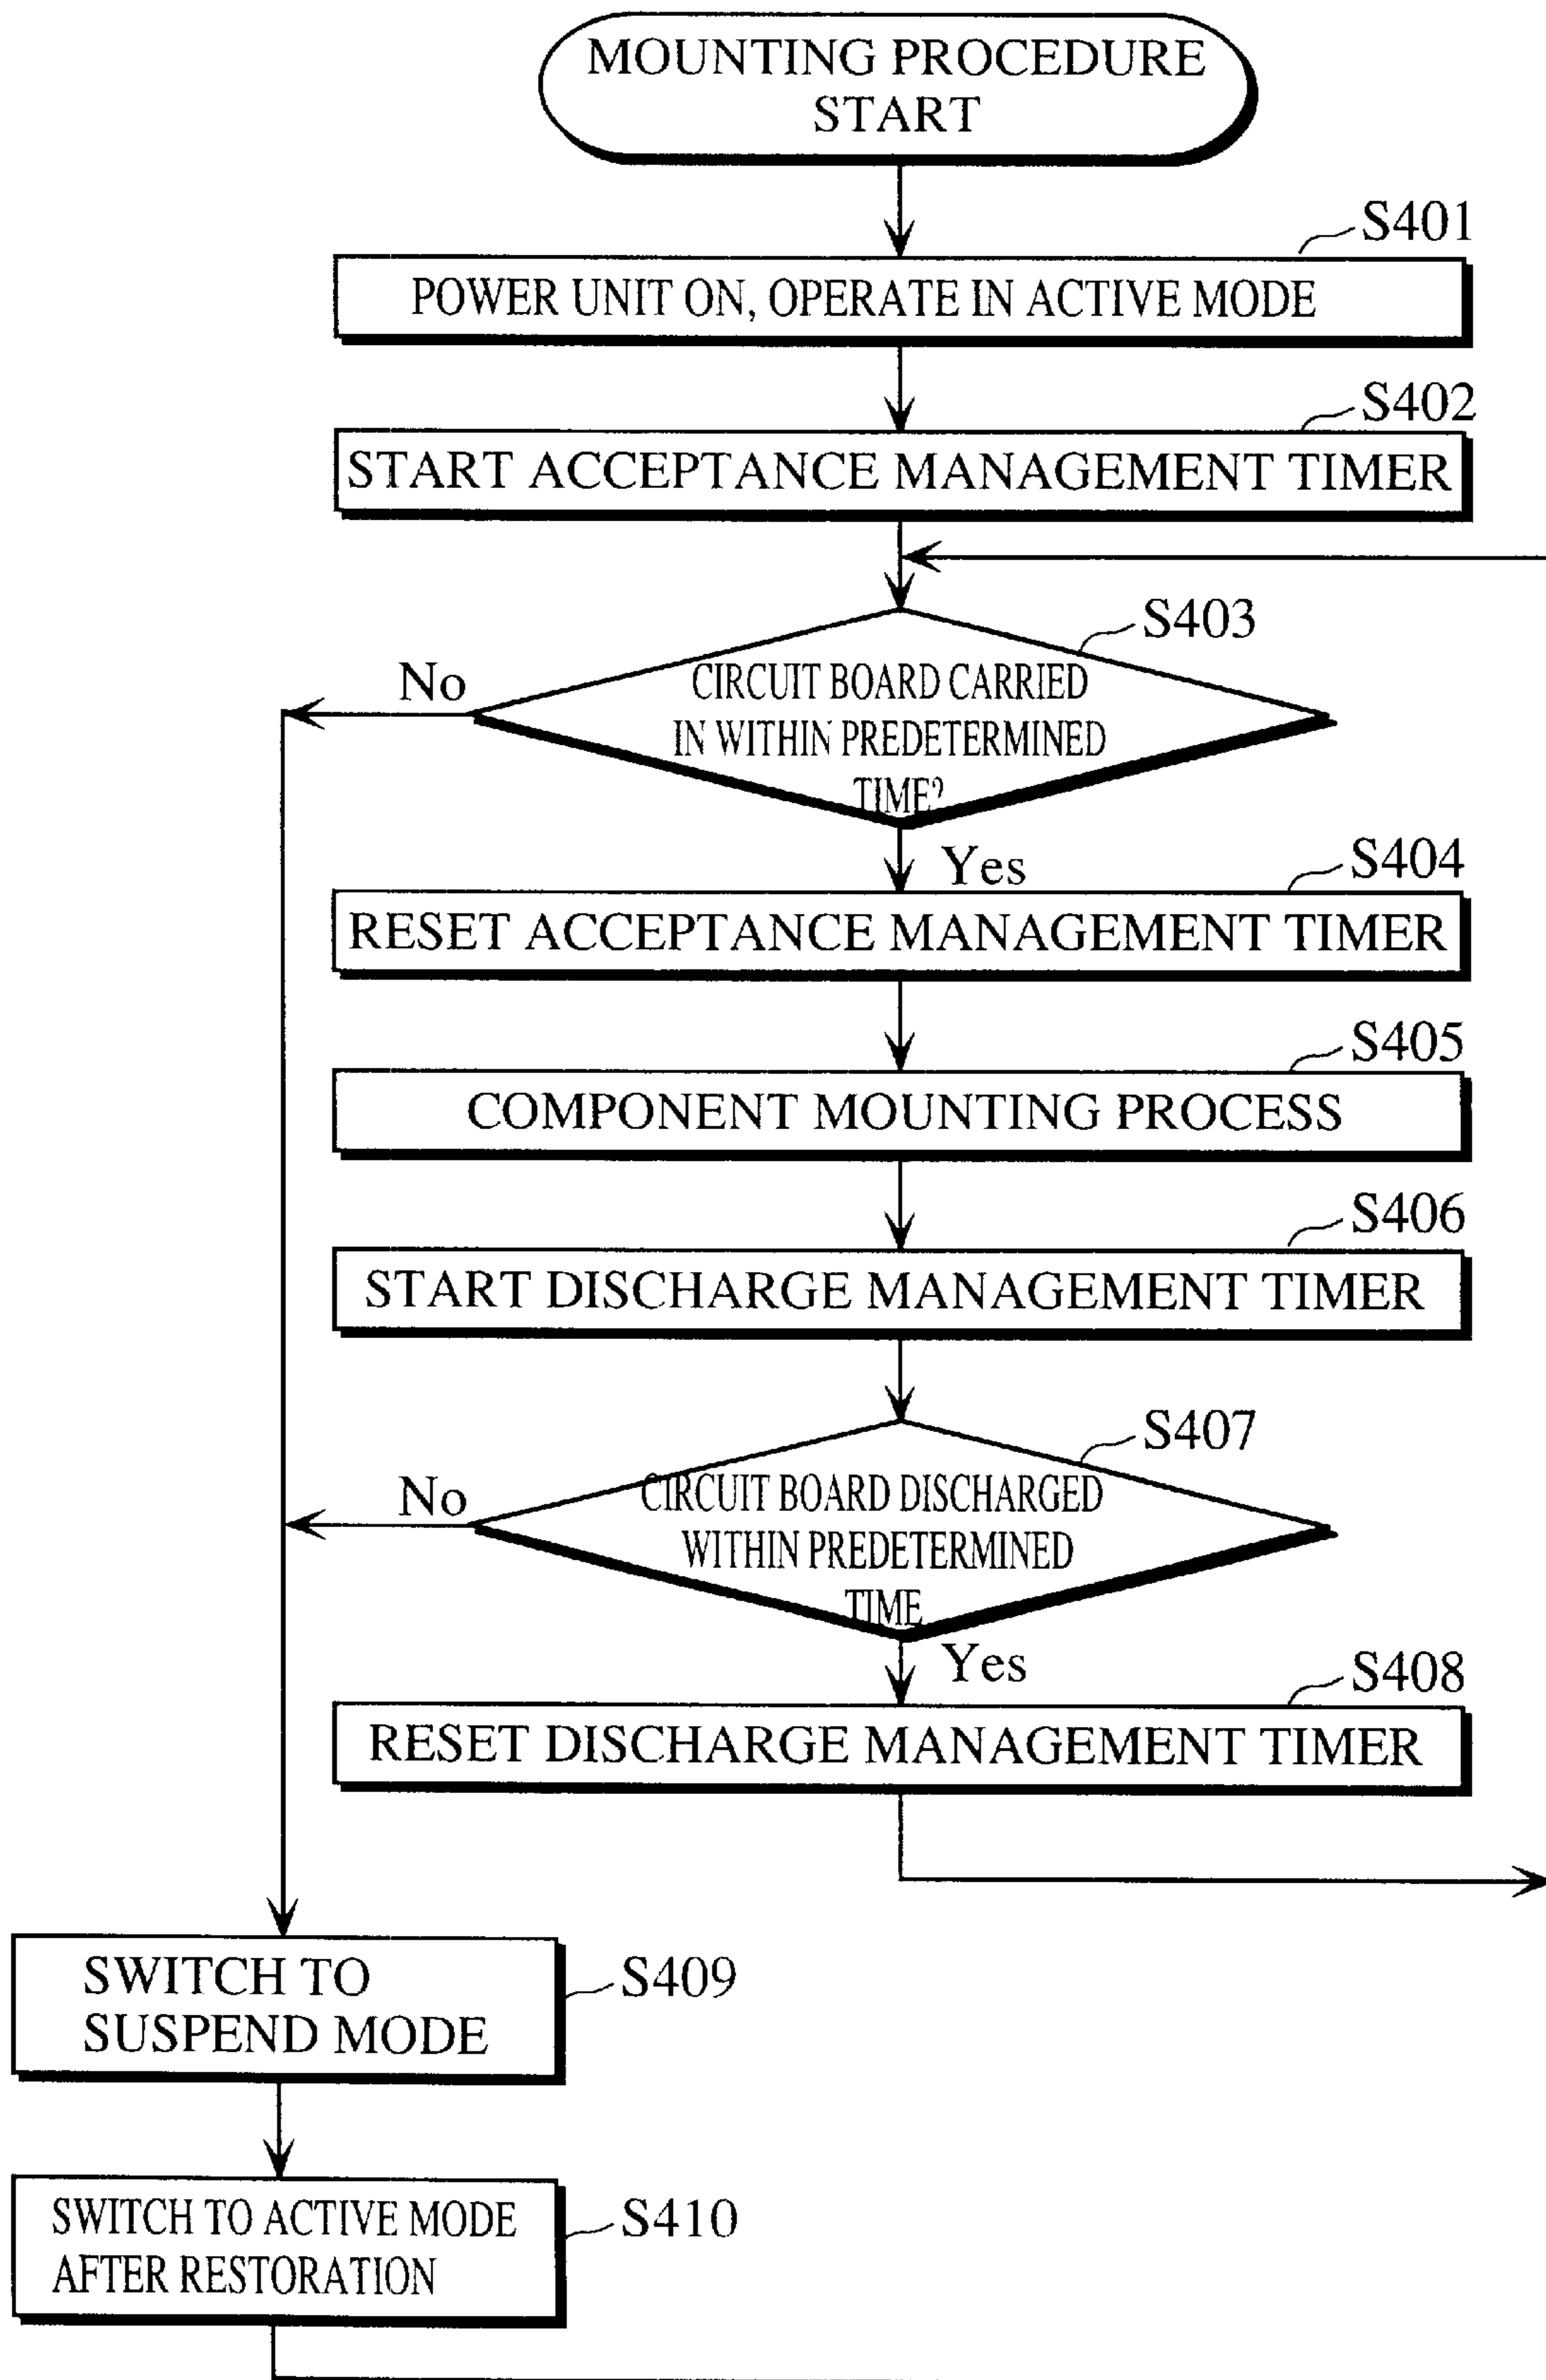 MOUNTING PROCEDURE
START
S401
POWER UNIT ON, OPERATE IN ACTIVE MODE
S402
START ACCEPTANCE MANAGEMENT TIMER
S403
No
CIRCUIT BOARD CARRIED
IN WITHIN PREDETERMINED
TIME?
Yes
S404
RESET ACCEPTANCE MANAGEMENT TIMER
S405
COMPONENT MOUNTING PROCESS
S406
START DISCHARGE MANAGEMENT TIMER
S407
No
CIRCUIT BOARD DISCHARGED
WITHIN PREDETERMINED
TIME
Yes
S408
RESET DISCHARGE MANAGEMENT TIMER
SWITCH TO
SUSPEND MODE
S409
SWITCH TO ACTIVE MODE
AFTER RESTORATION
S410